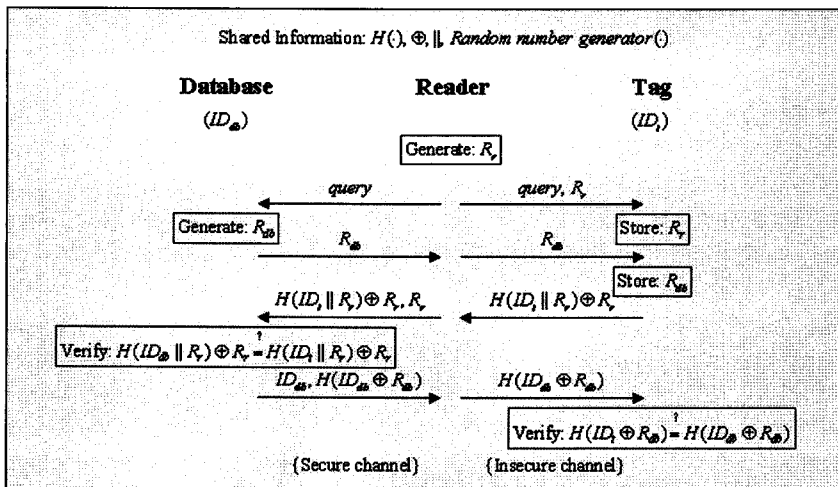 Shared Information: H(·), ⊕, ||, Random number generator(·)
Database Reader Tag
(ID_db) (ID_t)
Generate: R_r
query query, R_r
Generate: R_db Store: R_r
R_db R_db
Store: R_db
H(ID_t || R_r)⊕R_r, R_r H(ID_t || R_r)⊕R_r
Verify: H(ID_db || R_r)⊕R_r ?= H(ID_t || R_r)⊕R_r
ID_db, H(ID_db⊕R_db) H(ID_db⊕R_db)
Verify: H(ID_t⊕R_db) ?= H(ID_db⊕R_db)
{Secure channel} {Insecure channel}